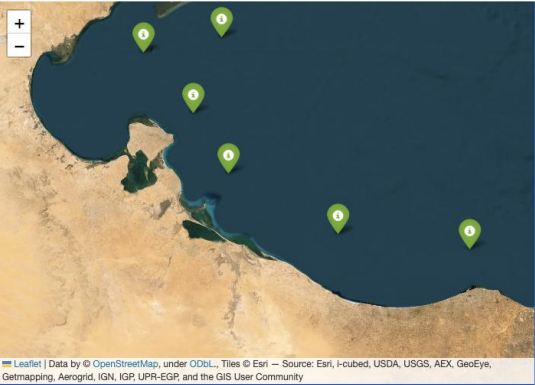 +
−
Leaflet | Data by © OpenStreetMap, under ODbL., Tiles © Esri — Source: Esri, i-cubed, USDA, USGS, AEX, GeoEye,
Getmapping, Aerogrid, IGN, IGP, UPR-EGP, and the GIS User Community